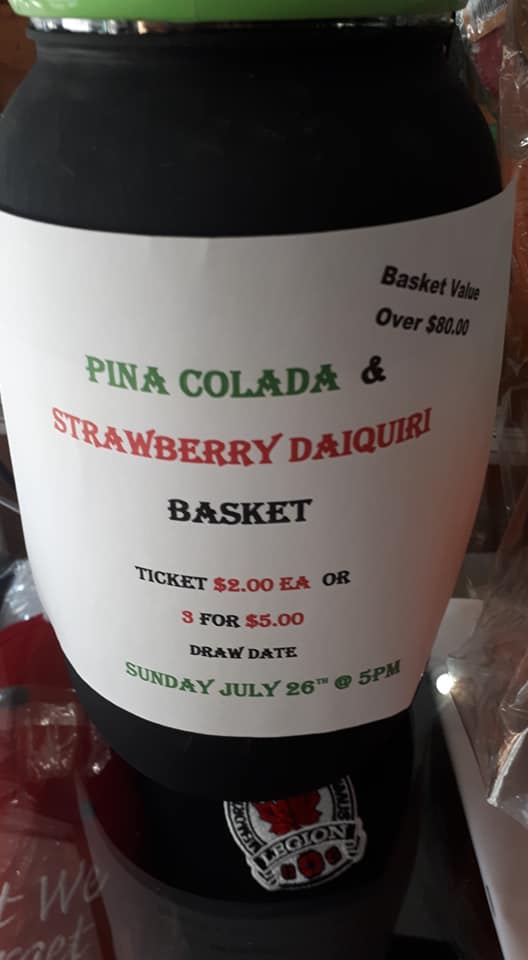 Basket Value
Over $80.00
PINA COLADA &
STRAWBERRY DAIQUIRI
BASKET
TICKET $2.00 EA OR
3 FOR $5.00
DRAW DATE
SUNDAY JULY 26TH @ 5PM
LEGION
We